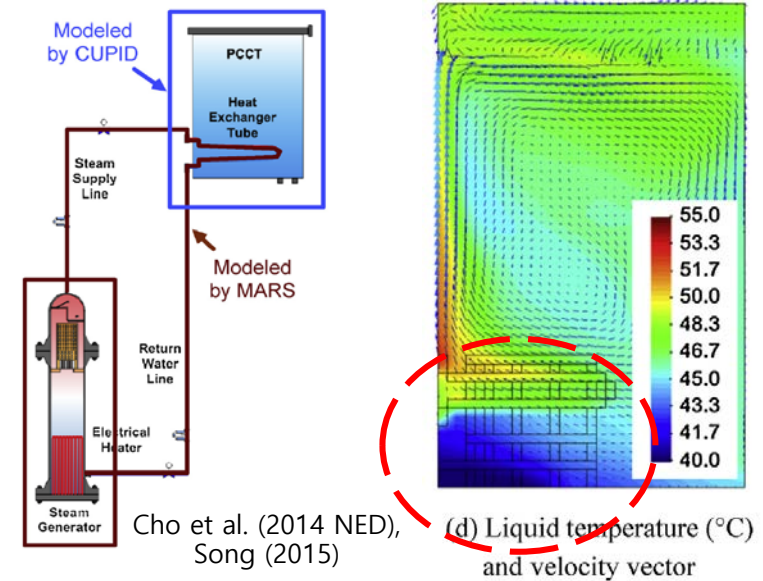 Modeled
by CUPID
PCCT
Heat
Exchanger
Tube
Steam
Supply
Line
Modeled
by MARS
Return
Water
Line
Electrical
Heater
Steam
Generator
Cho et al. (2014 NED),
Song (2015)
55.0
53.3
51.7
50.0
48.3
46.7
45.0
43.3
41.7
40.0
(d) Liquid temperature (°C)
and velocity vector